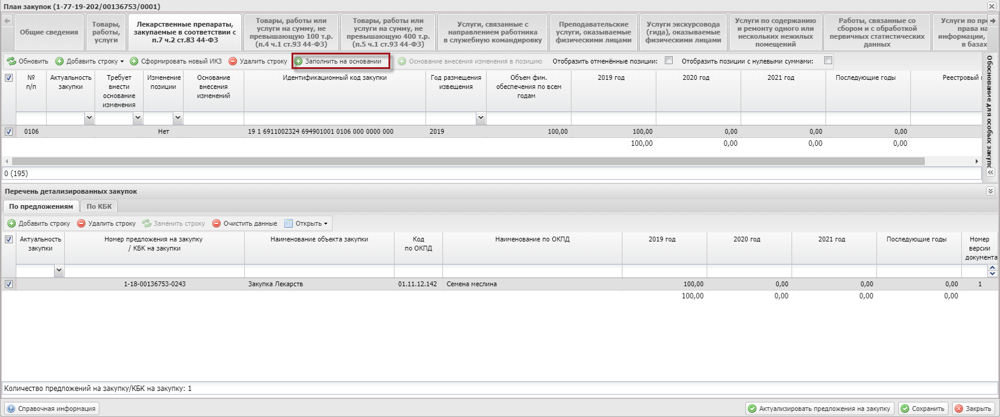 План закупок (1-77-19-202/00136753/0001)
Общие сведения
Товары,
работы,
услуги
Лекарственные препараты,
закупаемые в соответствии с
п.7 ч.2 ст.83 44-ФЗ
Товары, работы или
услуги на сумму, не
превышающую 100 т.р.
(п.4 ч.1 ст.93 44-ФЗ)
Товары, работы или
услуги на сумму, не
превышающую 400 т.р.
(п.5 ч.1 ст.93 44-ФЗ)
Услуги, связанные с
направлением работника
в служебную командировку
Преподавательские
услуги, оказываемые
физическими лицами
Услуги экскурсовода
(гида), оказываемые
физическими лицами
Услуги по содержанию
и ремонту одного или
нескольких нежилых
помещений
Работы, связанные со
сбором и с обработкой
первичных статистических
данных
Услуги по
права на
информации,
в базах
Обновить Добавить строку Сформировать новый ИКЗ Удалить строку Заполнить на основании Основание внесения изменения в позицию Отобразить отменённые позиции: Отобразить позиции с нулевыми суммами:
№
п/п
Актуальность
закупки
Требует
внести
основание
изменения
Изменение
позиции
Основание
внесения
изменений
Идентификационный код закупки
Год размещения
извещения
Объем фин.
обеспечения по всем
годам
2019 год
2020 год
2021 год
Последующие годы
Реестровый
0106 Нет 19 1 6911002324 694901001 0106 000 0000 000 2019 100,00 100,00 0,00 0,00 0,00
100,00 0,00 0,00 0,00
0 (195)
Обоснование для особых закуп
Перечень детализированных закупок
По предложениям По КБК
Добавить строку Удалить строку Заменить строку Очистить данные Открыть
Актуальность
закупки
Номер предложения на закупку
/ КБК на закупки
Наименование объекта закупки
Код
по ОКПД
Наименование по ОКПД
2019 год
2020 год
2021 год
Последующие годы
Номер
версии
документа
1-18-00136753-0243 Закупка Лекарств 01.11.12.142 Семена меслина 100,00 0,00 0,00 0,00 1
100,00 0,00 0,00 0,00
Количество предложений на закупку/КБК на закупку: 1
Справочная информация Актуализировать предложения на закупку Сохранить Закрыть